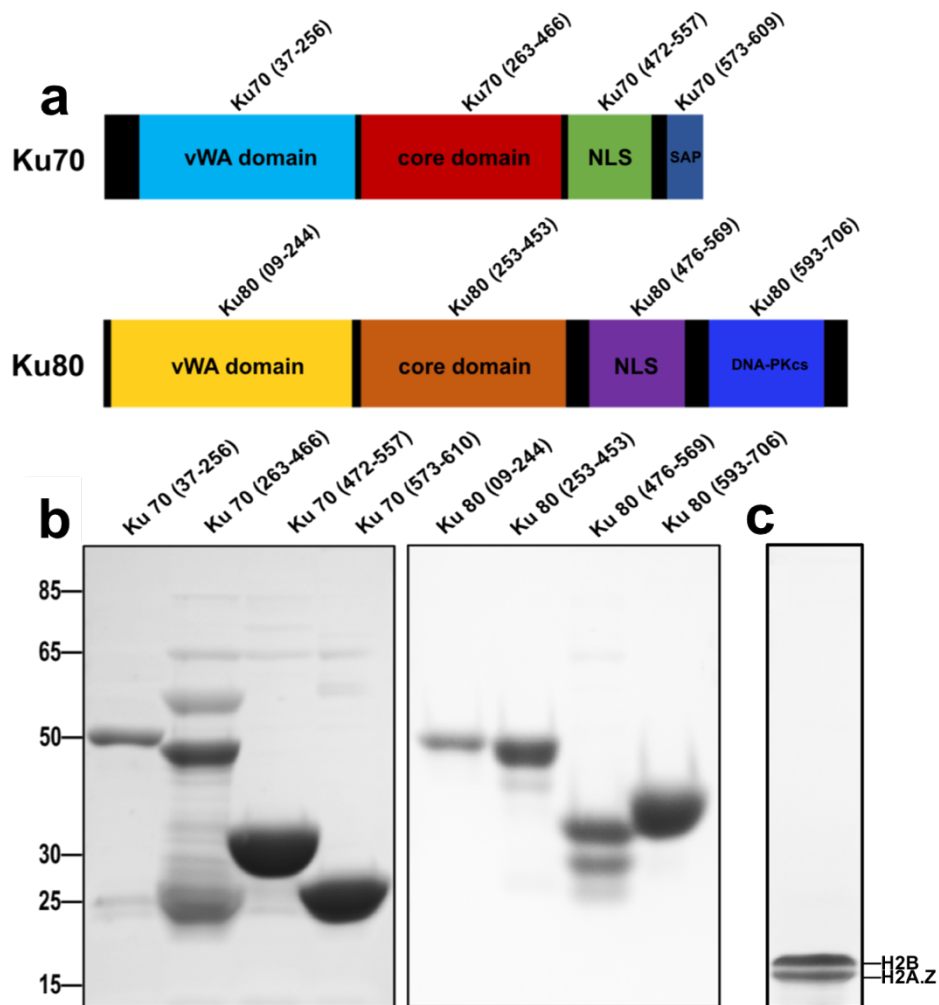 a
Ku70 (37-256)
Ku70 (263-466)
Ku70 (472-557)
Ku70 (573-609)
Ku70
vWA domain
core domain
NLS
SAP
Ku80 (09-244)
Ku80 (253-453)
Ku80 (476-569)
Ku80 (593-706)
Ku80
vWA domain
core domain
NLS
DNA-PKcs
b
Ku 70 (37-256)
Ku 70 (263-466)
Ku 70 (472-557)
Ku 70 (573-610)
Ku 80 (09-244)
Ku 80 (253-453)
Ku 80 (476-569)
Ku 80 (593-706)
c
85
65
50
30
25
15
H2B
H2A.Z